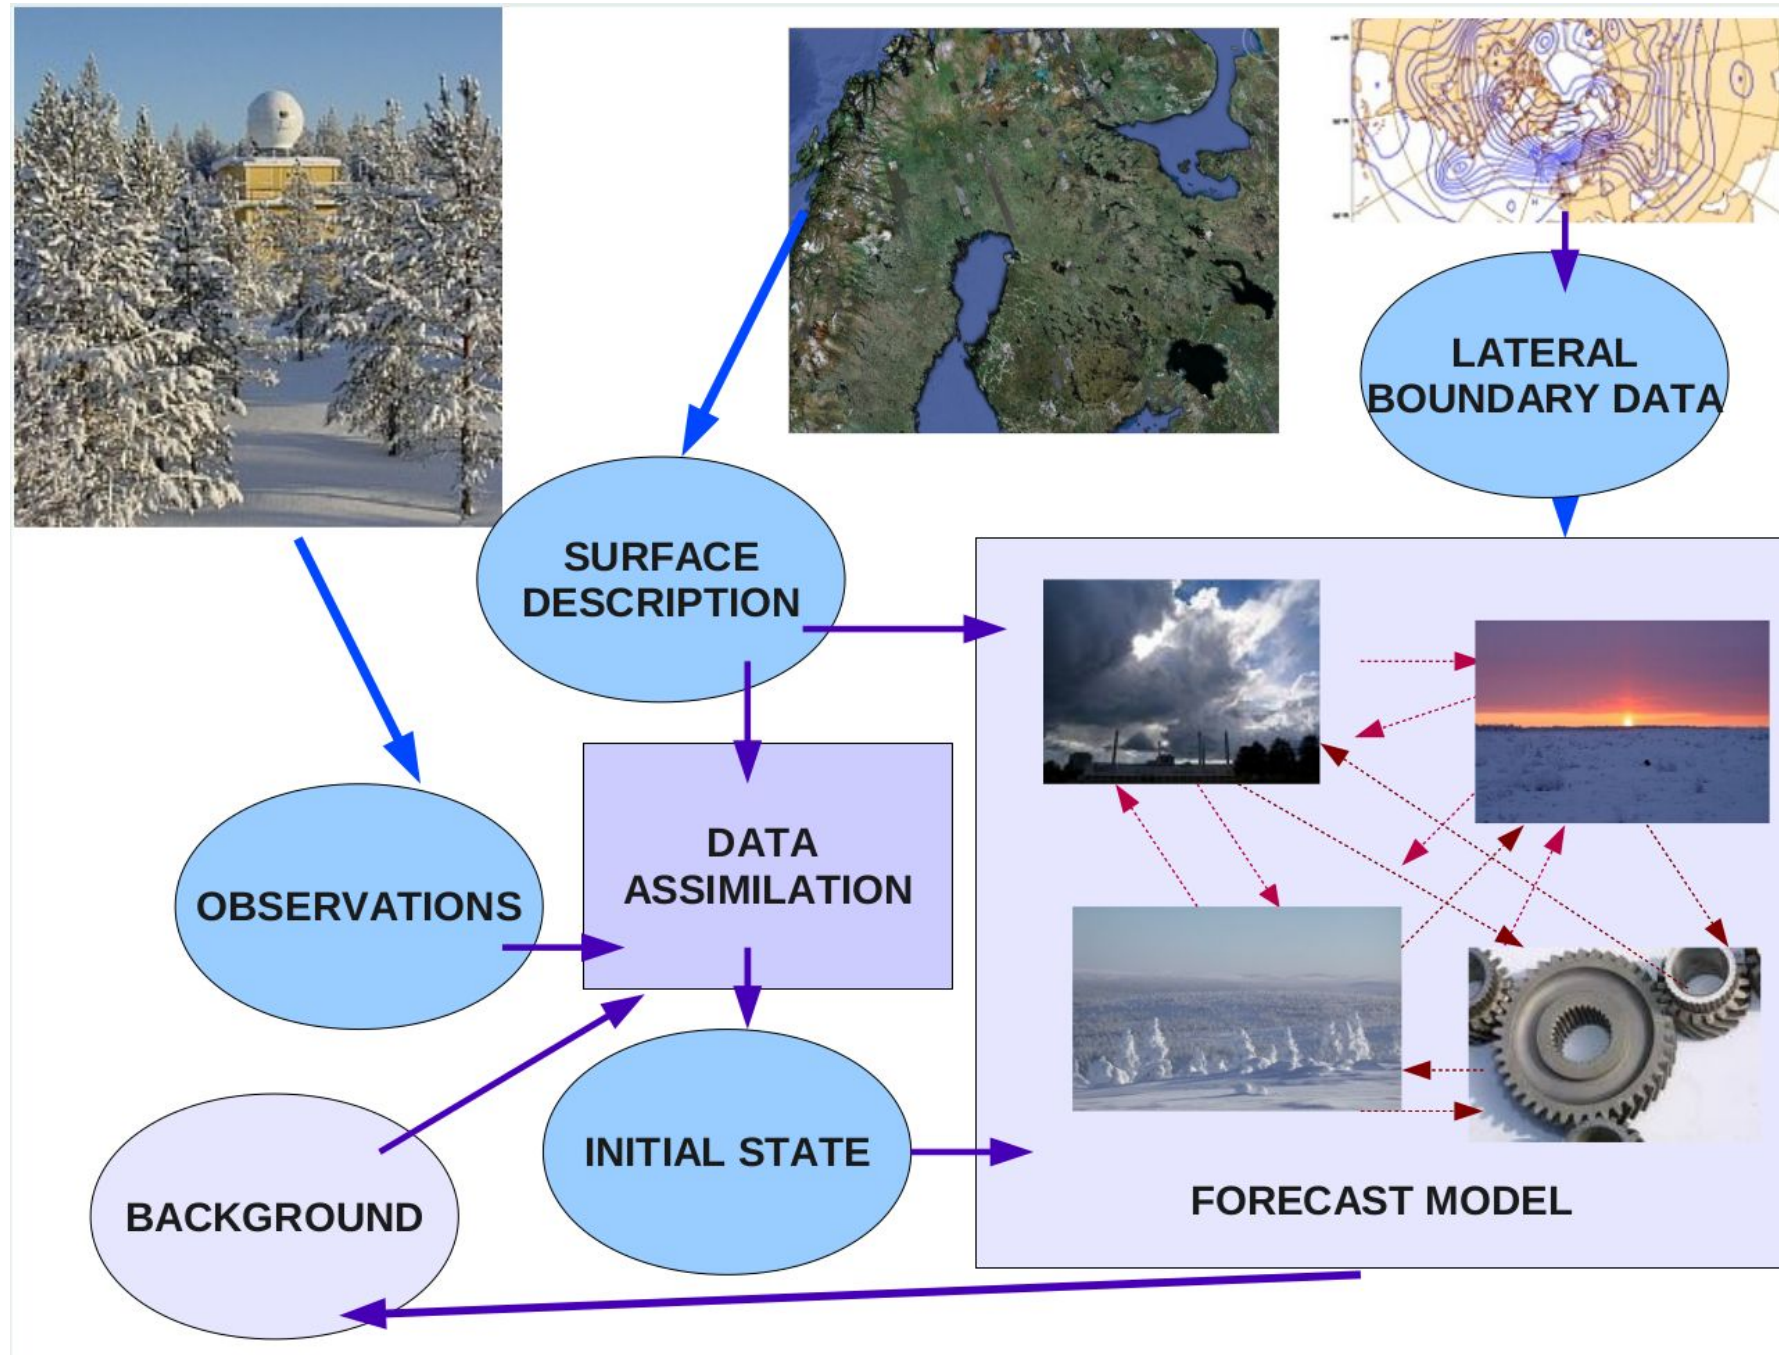 LATERAL
BOUNDARY DATA
SURFACE
DESCRIPTION
DATA
ASSIMILATION
OBSERVATIONS
INITIAL STATE
BACKGROUND
FORECAST MODEL